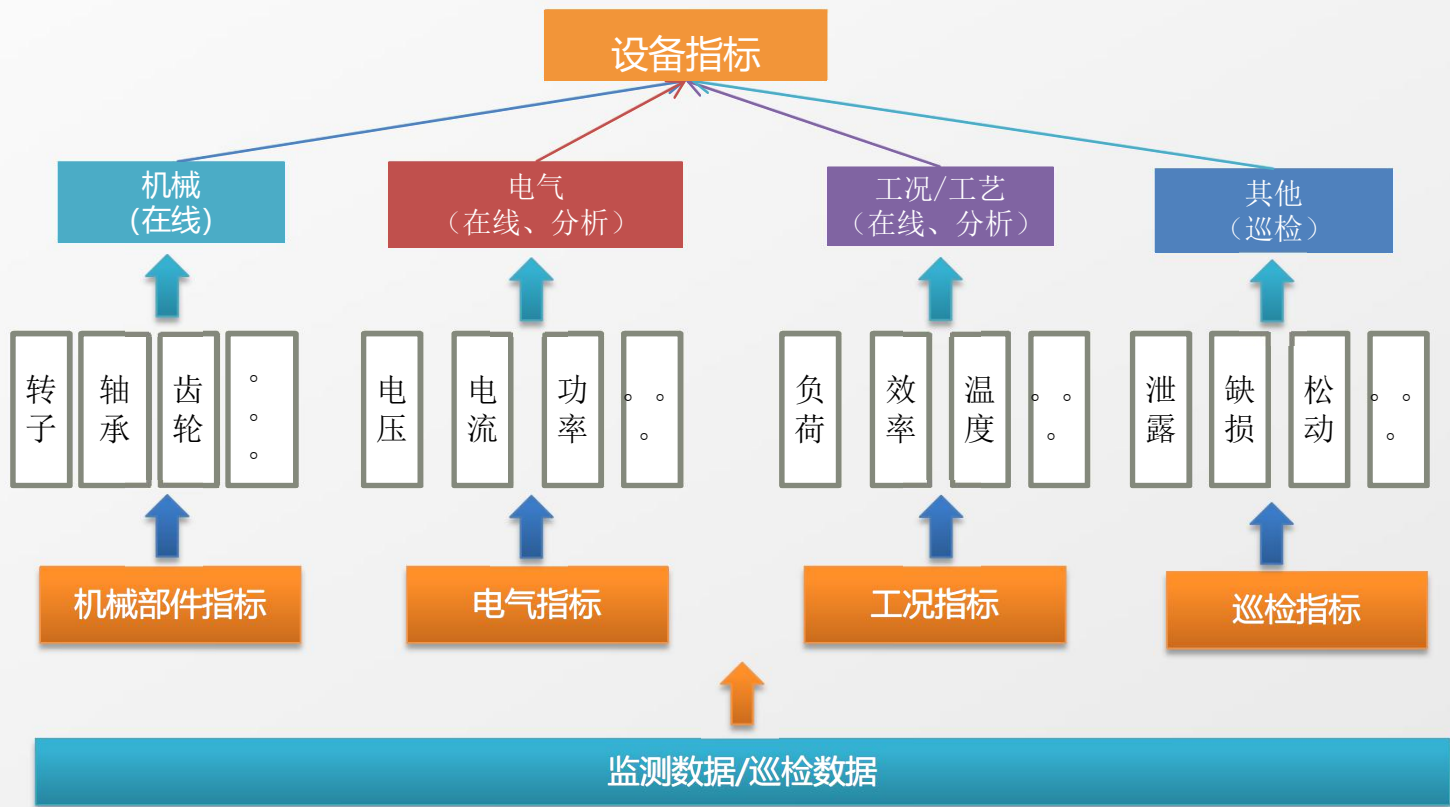 设备指标
机械
(在线)
电气
（在线、分析）
工况/工艺
（在线、分析）
其他
（巡检）
转子
轴承
齿轮
。。。
电压
电流
功率
。。。
负荷
效率
温度
。。。
泄露
缺损
松动
。。。
机械部件指标
电气指标
工况指标
巡检指标
监测数据/巡检数据